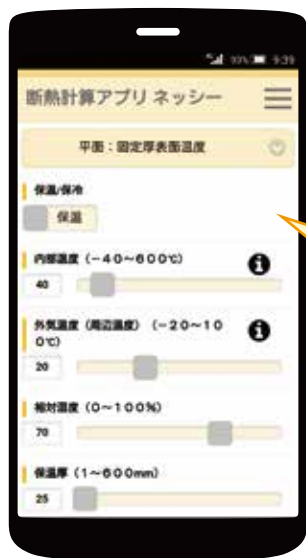 93% 9:39
断熱計算アプリ ネッシー
平面：固定厚表面温度
保温/保冷
保温
内部温度（−40〜600℃）
40
外気温度（周辺温度）（−20〜10
0℃）
20
相対湿度（0〜100%）
70
保温厚（1〜600mm）
25